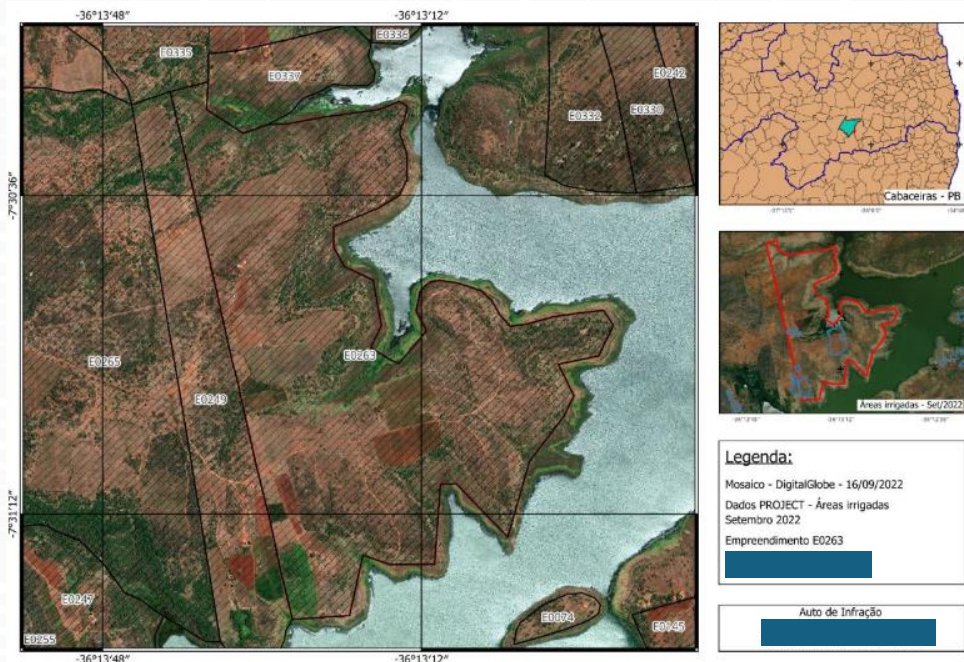 -36°13'48"
-36°13'12"
E0336
E0335
E0337
E0242
E0330
E0332
-7°30'36"
E0265
E0263
E0249
-7°31'12"
E0247
E0255
E0074
-36°13'48"
-36°13'12"
Cabaceiras - PB
Áreas irrigadas - Set/2022
Legenda:
Mosaico - DigitalGlobe - 16/09/2022
Dados PROJECT - Áreas irrigadas
Setembro 2022
Empreendimento E0263
Auto de Infração